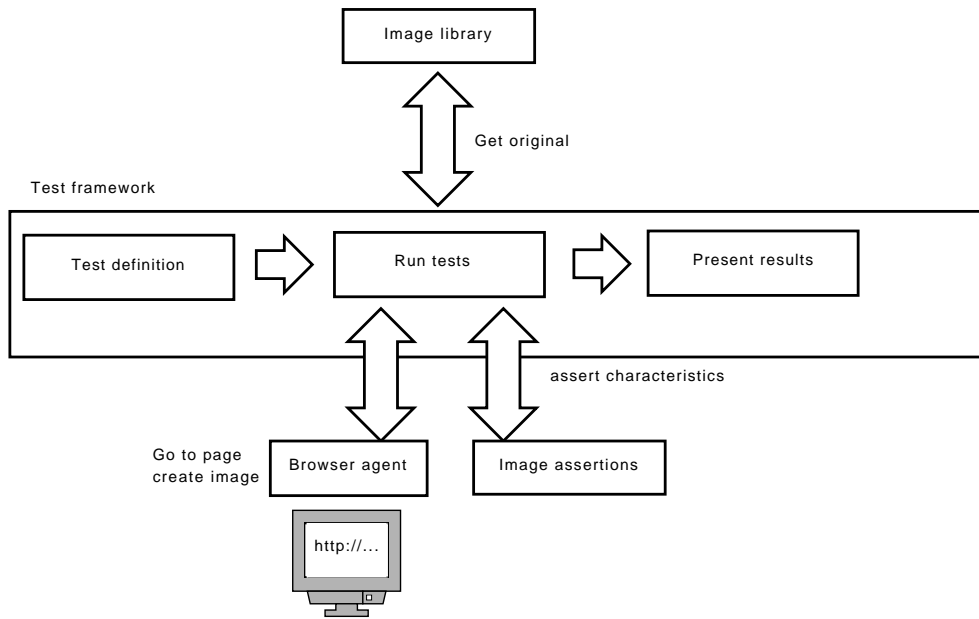 Image library
Get original
Test framework
Test definition
Run tests
Present results
assert characteristics
Go to page
create image
Browser agent
Image assertions
http://...